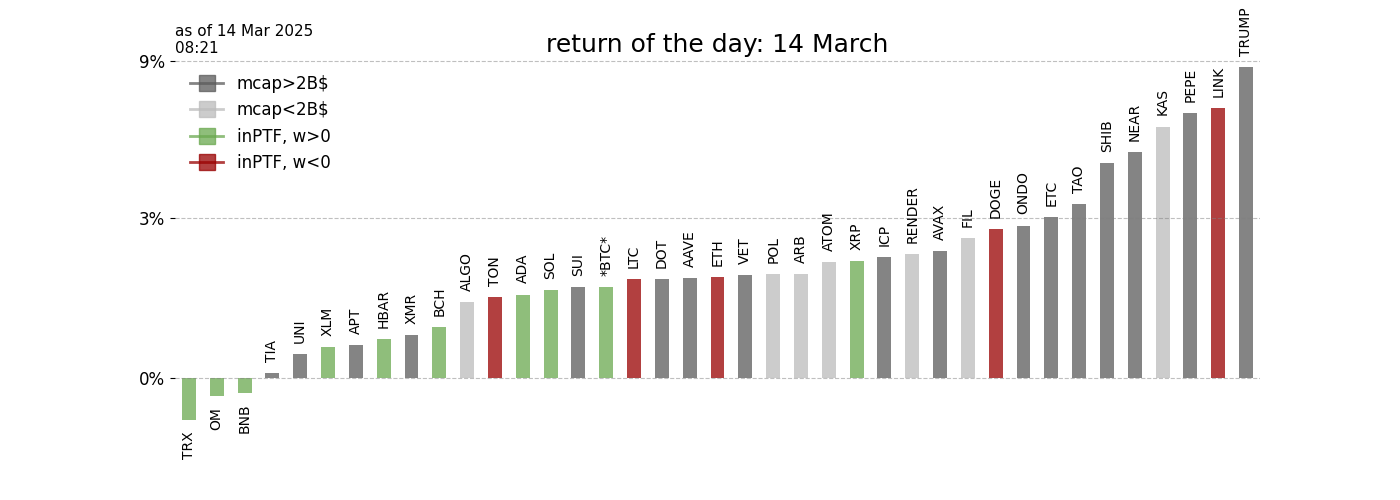 as of 14 Mar 2025
08:21
return of the day: 14 March
9%
3%
0%
mcap>2B$
mcap<2B$
inPTF, w>0
inPTF, w<0
TRX
OM
BNB
TIA
UNI
XLM
APT
HBAR
XMR
BCH
ALGO
TON
ADA
SOL
SUI
*BTC*
LTC
DOT
AAVE
ETH
VET
POL
ARB
ATOM
XRP
ICP
RENDER
AVAX
FIL
DOGE
ONDO
ETC
TAO
SHIB
NEAR
KAS
PEPE
LINK
TRUMP